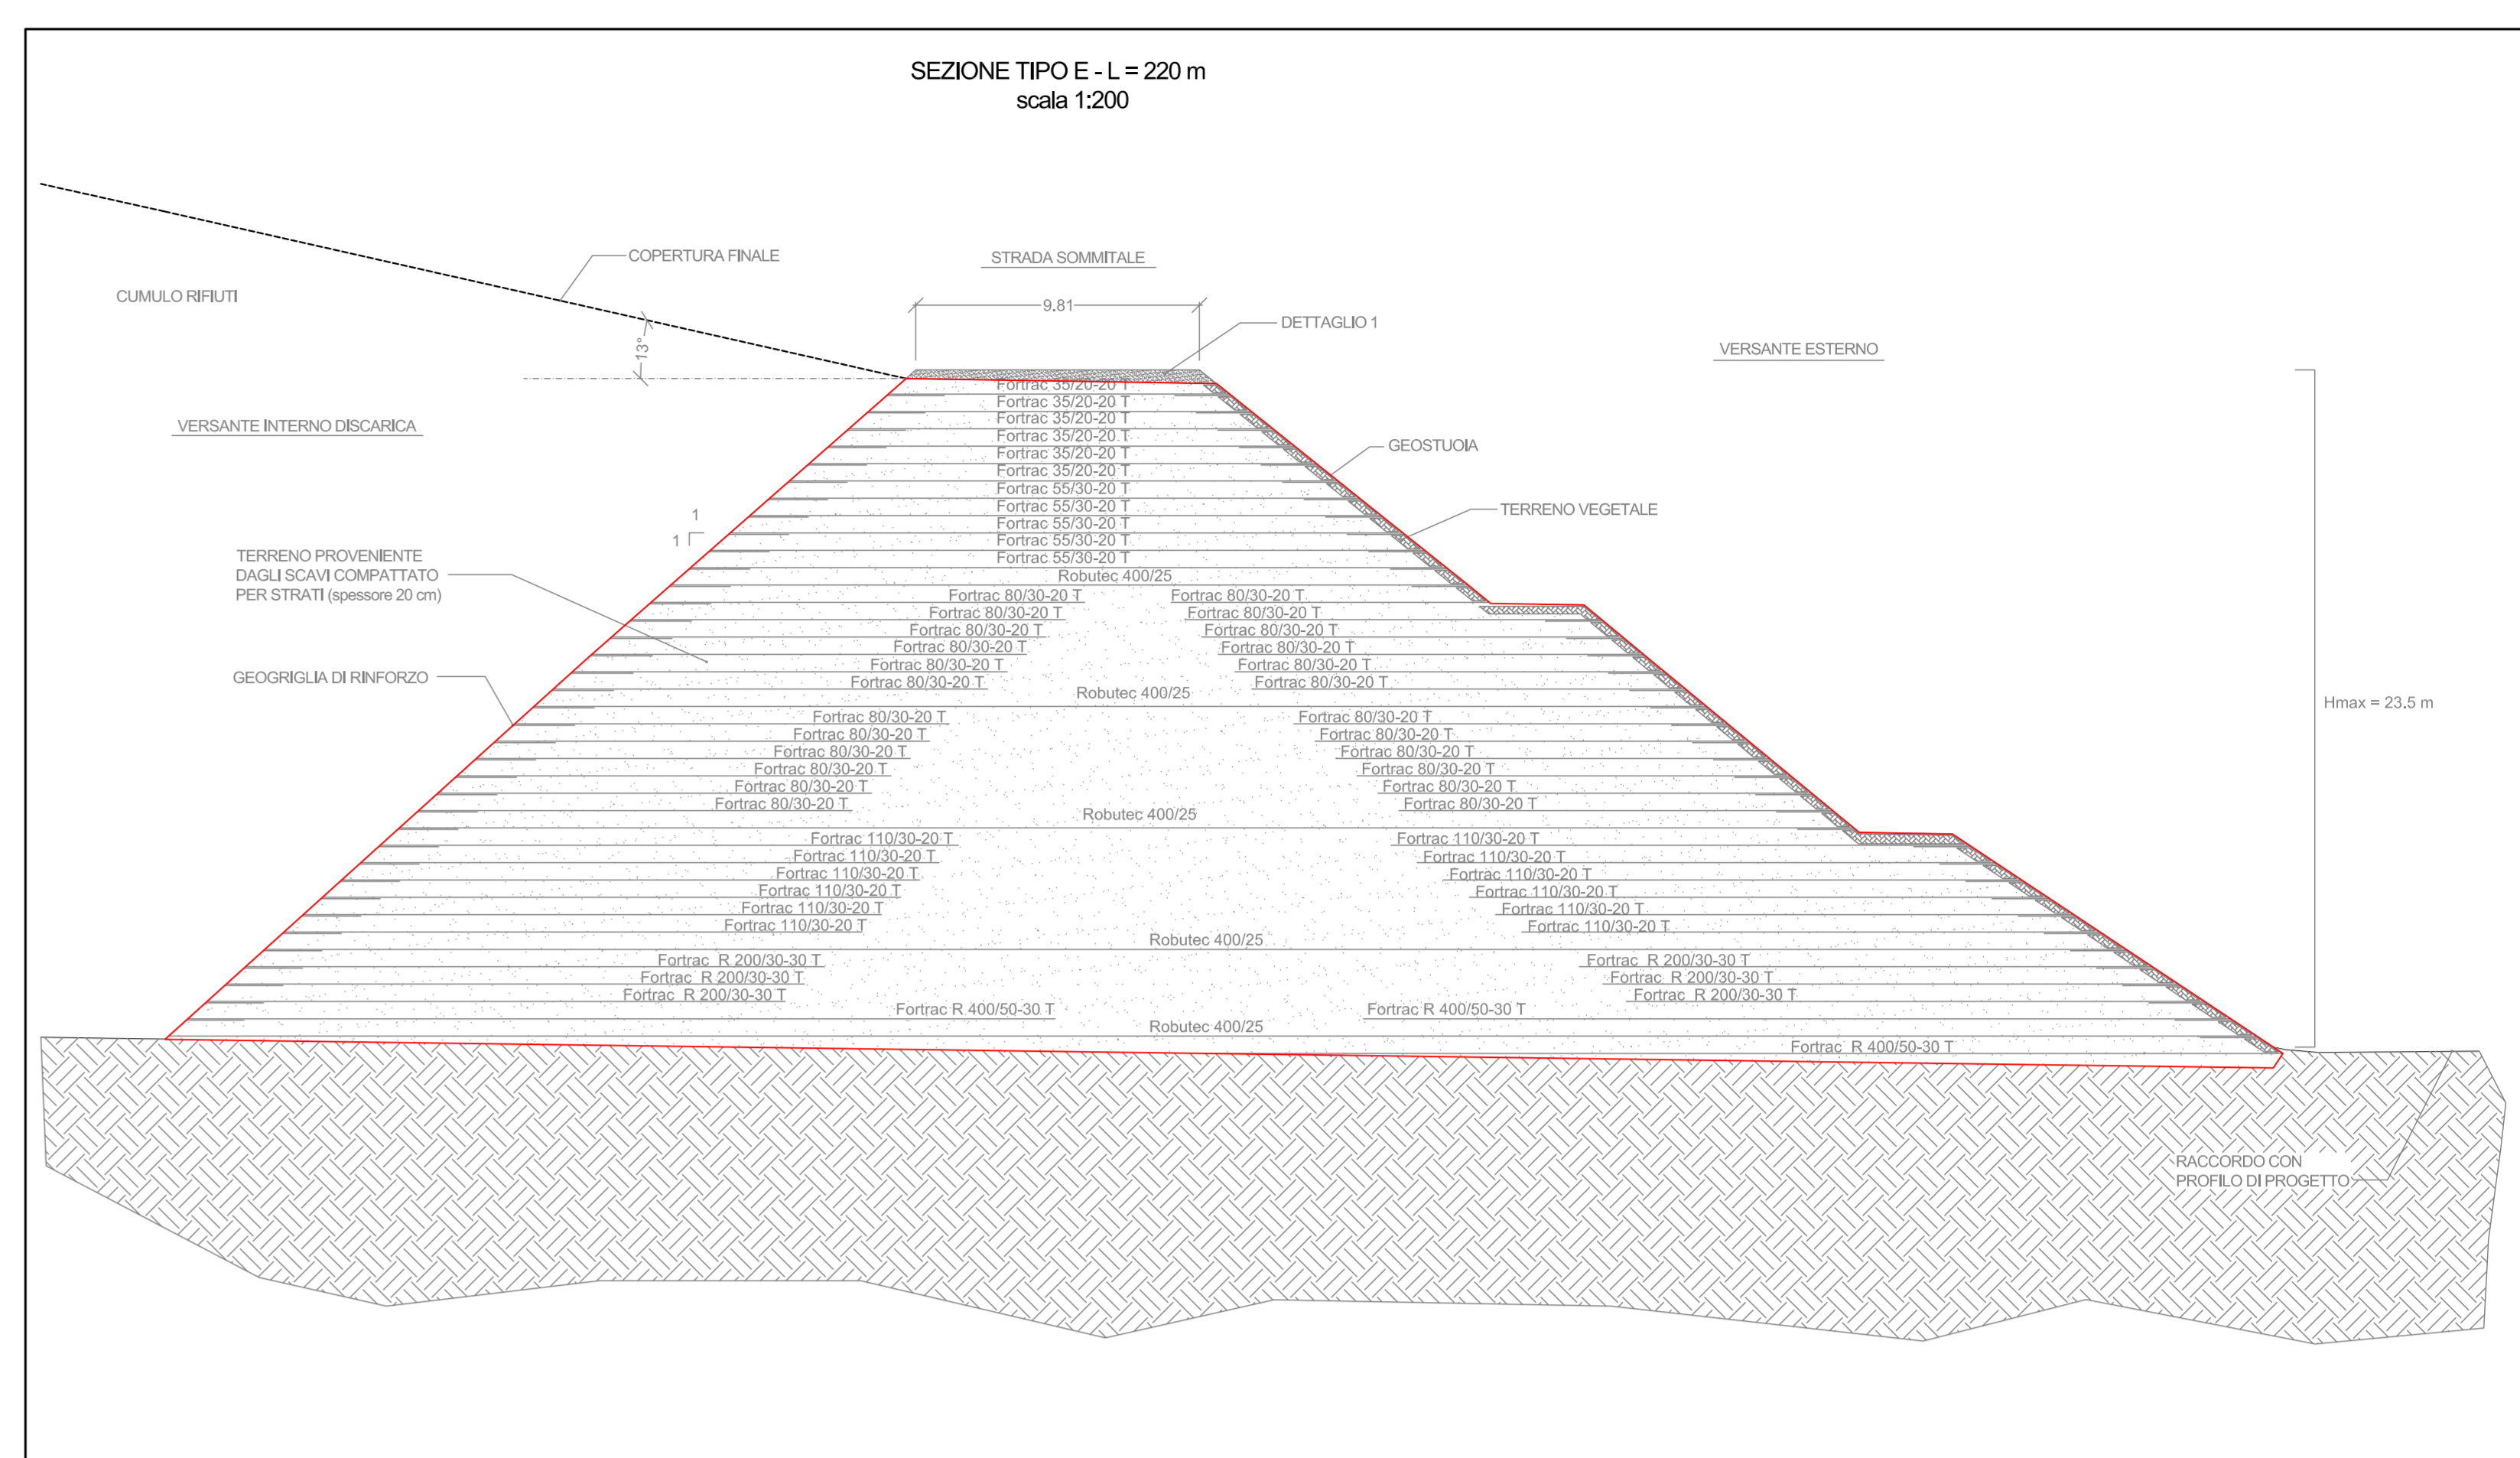 SEZIONE TIPO E - L = 220 m
scala 1:200
COPERTURA FINALE
STRADA SOMMITALE
CUMULO RIFIUTI
9.81
DETTAGLIO 1
13°
VERSANTE ESTERNO
VERSANTE INTERNO DISCARICA
Fortrac 35/20-20 T
Fortrac 35/20-20 T
Fortrac 35/20-20 T
Fortrac 35/20-20 T
GEOSTUOIA
Fortrac 35/20-20 T
Fortrac 35/20-20 T
Fortrac 55/30-20 T
Fortrac 55/30-20 T
TERRENO VEGETALE
1
1
Fortrac 55/30-20 T
Fortrac 55/30-20 T
Fortrac 55/30-20 T
TERRENO PROVENIENTE
DAGLI SCAVI COMPATTATO
PER STRATI (spessore 20 cm)
Robutec 400/25
Fortrac 80/30-20 T Fortrac 80/30-20 T
Fortrac 80/30-20 T Fortrac 80/30-20 T
Fortrac 80/30-20 T Fortrac 80/30-20 T
Fortrac 80/30-20 T Fortrac 80/30-20 T
Fortrac 80/30-20 T Fortrac 80/30-20 T
Fortrac 80/30-20 T Fortrac 80/30-20 T
GEOGRIGLIA DI RINFORZO
Robutec 400/25
Hmax = 23.5 m
Fortrac 80/30-20 T Fortrac 80/30-20 T
Fortrac 80/30-20 T Fortrac 80/30-20 T
Fortrac 80/30-20 T Fortrac 80/30-20 T
Fortrac 80/30-20 T Fortrac 80/30-20 T
Fortrac 80/30-20 T Fortrac 80/30-20 T
Fortrac 80/30-20 T Fortrac 80/30-20 T
Robutec 400/25
Fortrac 110/30-20 T Fortrac 110/30-20 T
Fortrac 110/30-20 T Fortrac 110/30-20 T
Fortrac 110/30-20 T Fortrac 110/30-20 T
Fortrac 110/30-20 T Fortrac 110/30-20 T
Fortrac 110/30-20 T Fortrac 110/30-20 T
Fortrac 110/30-20 T Fortrac 110/30-20 T
Robutec 400/25
Fortrac R 200/30-30 T Fortrac R 200/30-30 T
Fortrac R 200/30-30 T Fortrac R 200/30-30 T
Fortrac R 200/30-30 T Fortrac R 200/30-30 T
Fortrac R 400/50-30 T Fortrac R 400/50-30 T
Robutec 400/25
Fortrac R 400/50-30 T
RACCORDO CON
PROFILO DI PROGETTO